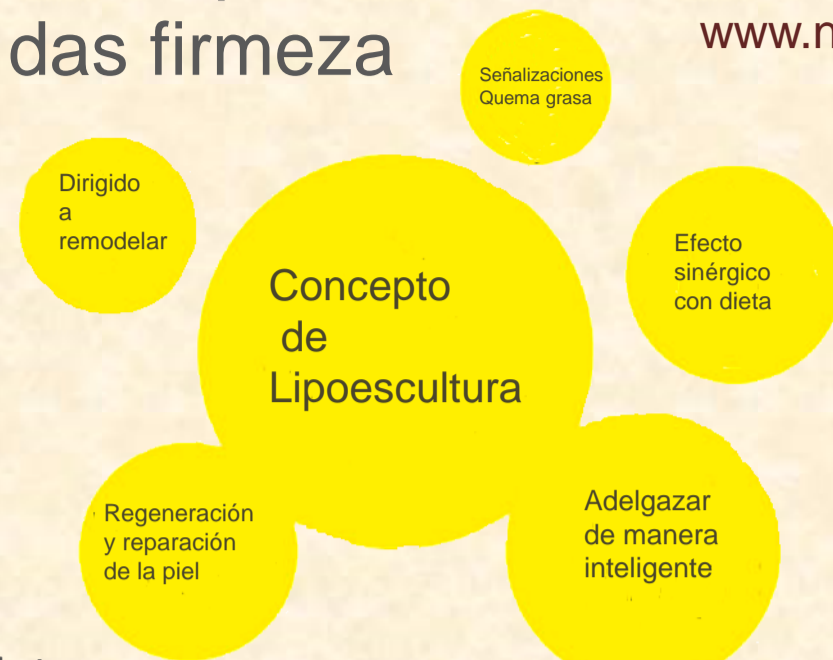 das firmeza
www.n
Señalizaciones
Quema grasa
Dirigido
a
remodelar
Efecto
sinérgico
con dieta
Concepto
de
Lipoescultura
Regeneración
y reparación
de la piel
Adelgazar
de manera
inteligente